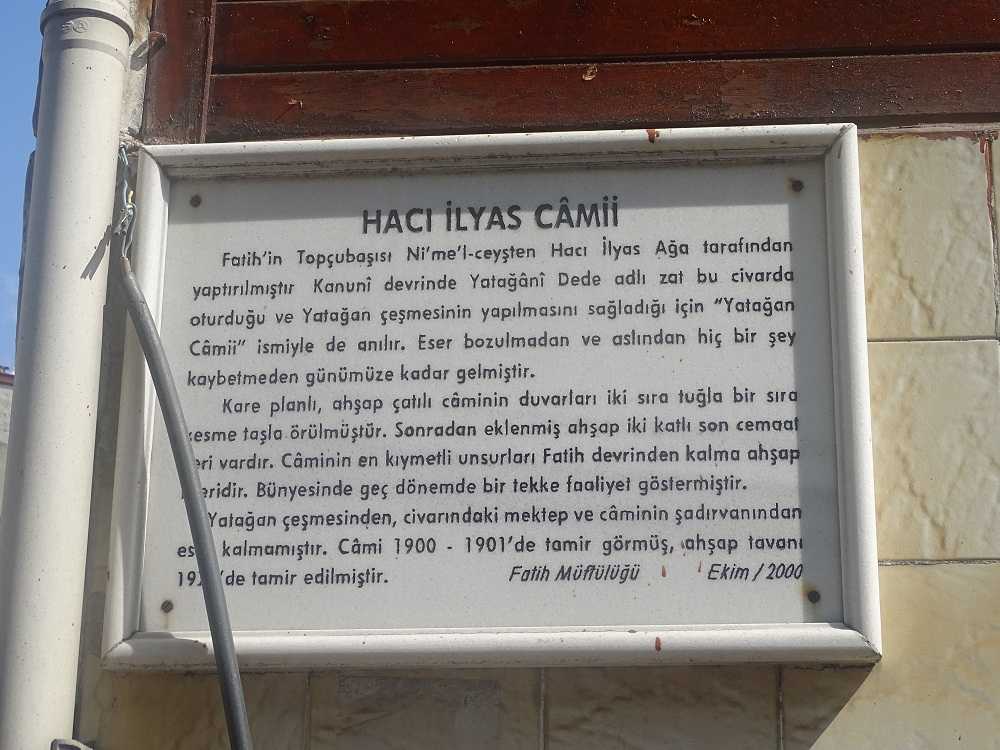 HACI İLYAS CÂMİİ
Fatih'in Topçubaşısı Ni'me'l-ceyşten Hacı İlyas Ağa tarafından
yaptırılmıştır Kanunî devrinde Yatağânî Dede adlı zat bu civarda
oturduğu ve Yatağan çeşmesinin yapılmasını sağladığı için "Yatağan
Câmii" ismiyle de anılır. Eser bozulmadan ve aslından hiç bir şey
kaybetmeden günümüze kadar gelmiştir.
Kare planlı, ahşap çatılı câminin duvarları iki sıra tuğla bir sıra
kesme taşla örülmüştür. Sonradan eklenmiş ahşap iki katlı son cemaat
yeri vardır. Câminin en kıymetli unsurları Fatih devrinden kalma ahşap
Bünyesinde geç dönemde bir tekke faaliyet göstermiştir.
Yatağan çeşmesinden, civarındaki mektep ve câminin şadırvanından
kalmamıştır. Câmi 1900 - 1901'de tamir görmüş, ahşap tavanı
tamir edilmiştir. Fatih Müftülüğü Ekim / 2000